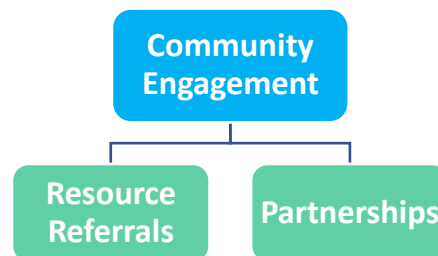 Community
Engagement
Resource
Referrals
Partnerships